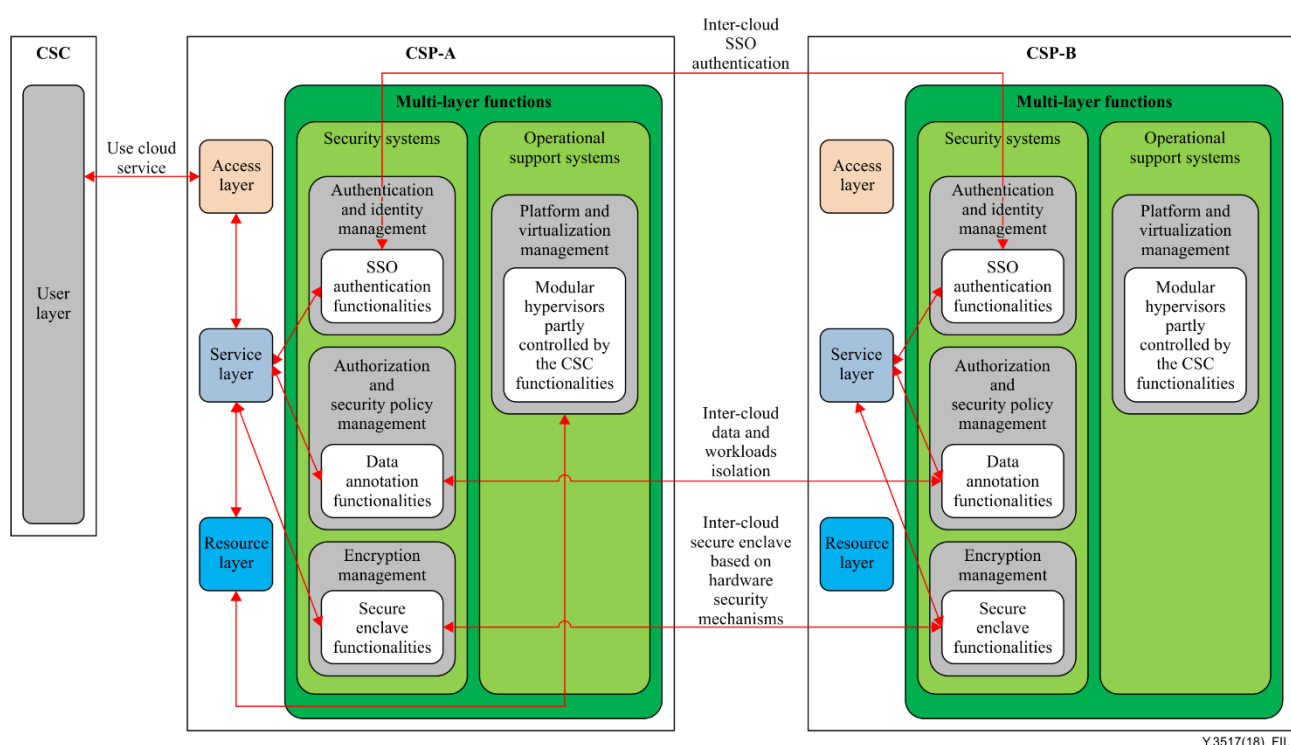 CSC
User
layer
Use cloud
service
CSP-A
Access
layer
Service
layer
Resource
layer
Multi-layer functions
Security systems
Authentication
and identity
management
SSO
authentication
functionalities
Authorization and
security policy
management
Data
annotation
functionalities
Encryption
management
Secure
enclave
functionalities
Operational
support systems
Platform and
virtualization
management
Modular
hypervisors
partly
controlled by
the CSC
functionalities
Inter-cloud
SSO
authentication
Inter-cloud
data and
workloads
isolation
Inter-cloud
secure enclave
based on
hardware
security
mechanisms
CSP-B
Access
layer
Service
layer
Resource
layer
Multi-layer functions
Security systems
Authentication
and identity
management
SSO
authentication
functionalities
Authorization and
security policy
management
Data
annotation
functionalities
Encryption
management
Secure
enclave
functionalities
Operational
support systems
Platform and
virtualization
management
Modular
hypervisors
partly
controlled by
the CSC
functionalities